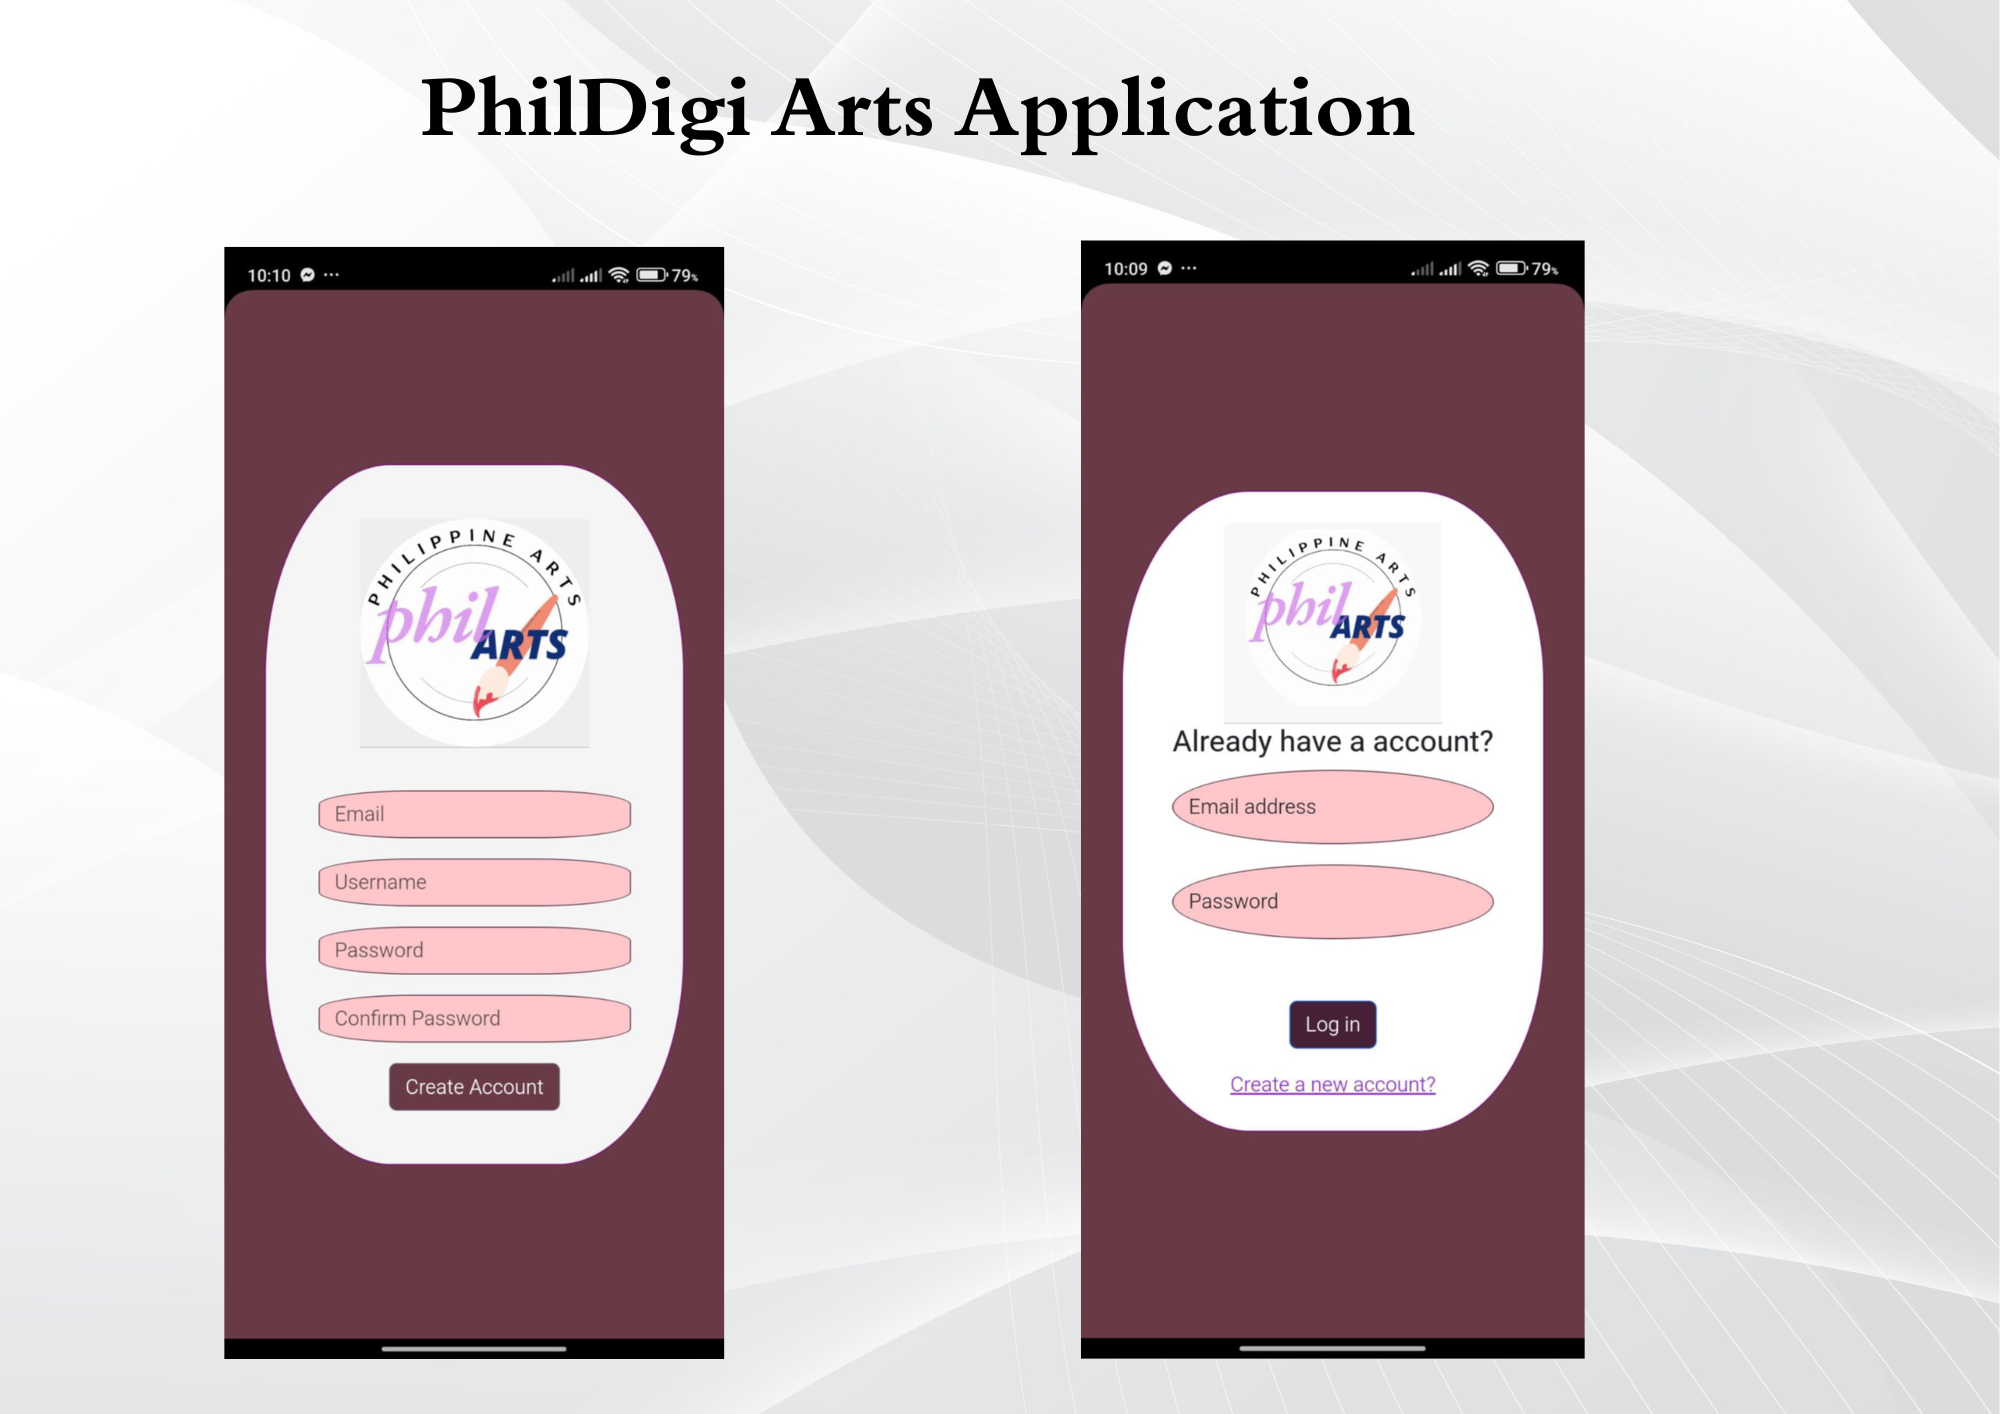 PhilDigi Arts Application
10:10
79%
PHILIPPINE ARTS
phil
ARTS
Email
Username
Password
Confirm Password
Create Account
10:09
79%
PHILIPPINE ARTS
phil
ARTS
Already have a account?
Email address
Password
Log in
Create a new account?